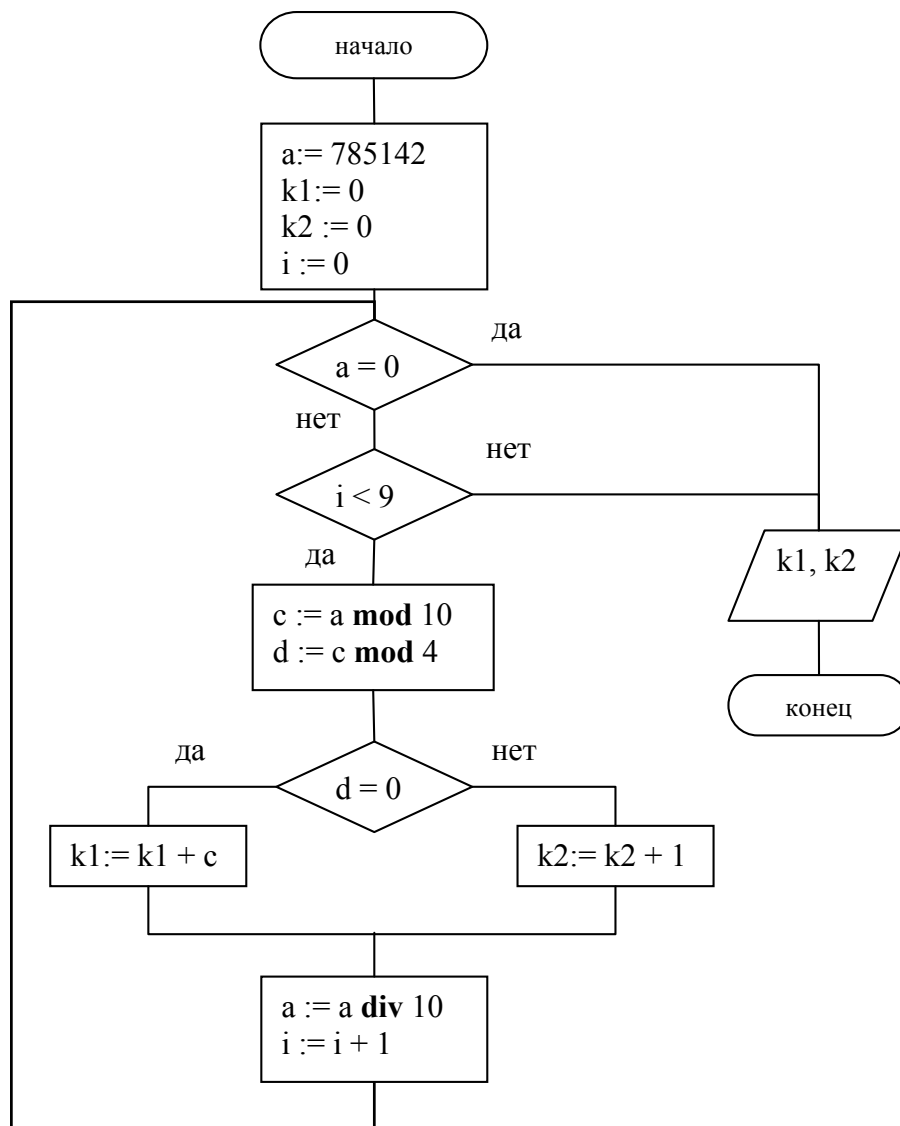 начало
a:= 785142
k1:= 0
k2 := 0
i := 0
да
a = 0
нет
нет
i < 9
да
k1, k2
c := a mod 10
d := c mod 4
конец
да
нет
d = 0
k1:= k1 + c
k2:= k2 + 1
a := a div 10
i := i + 1